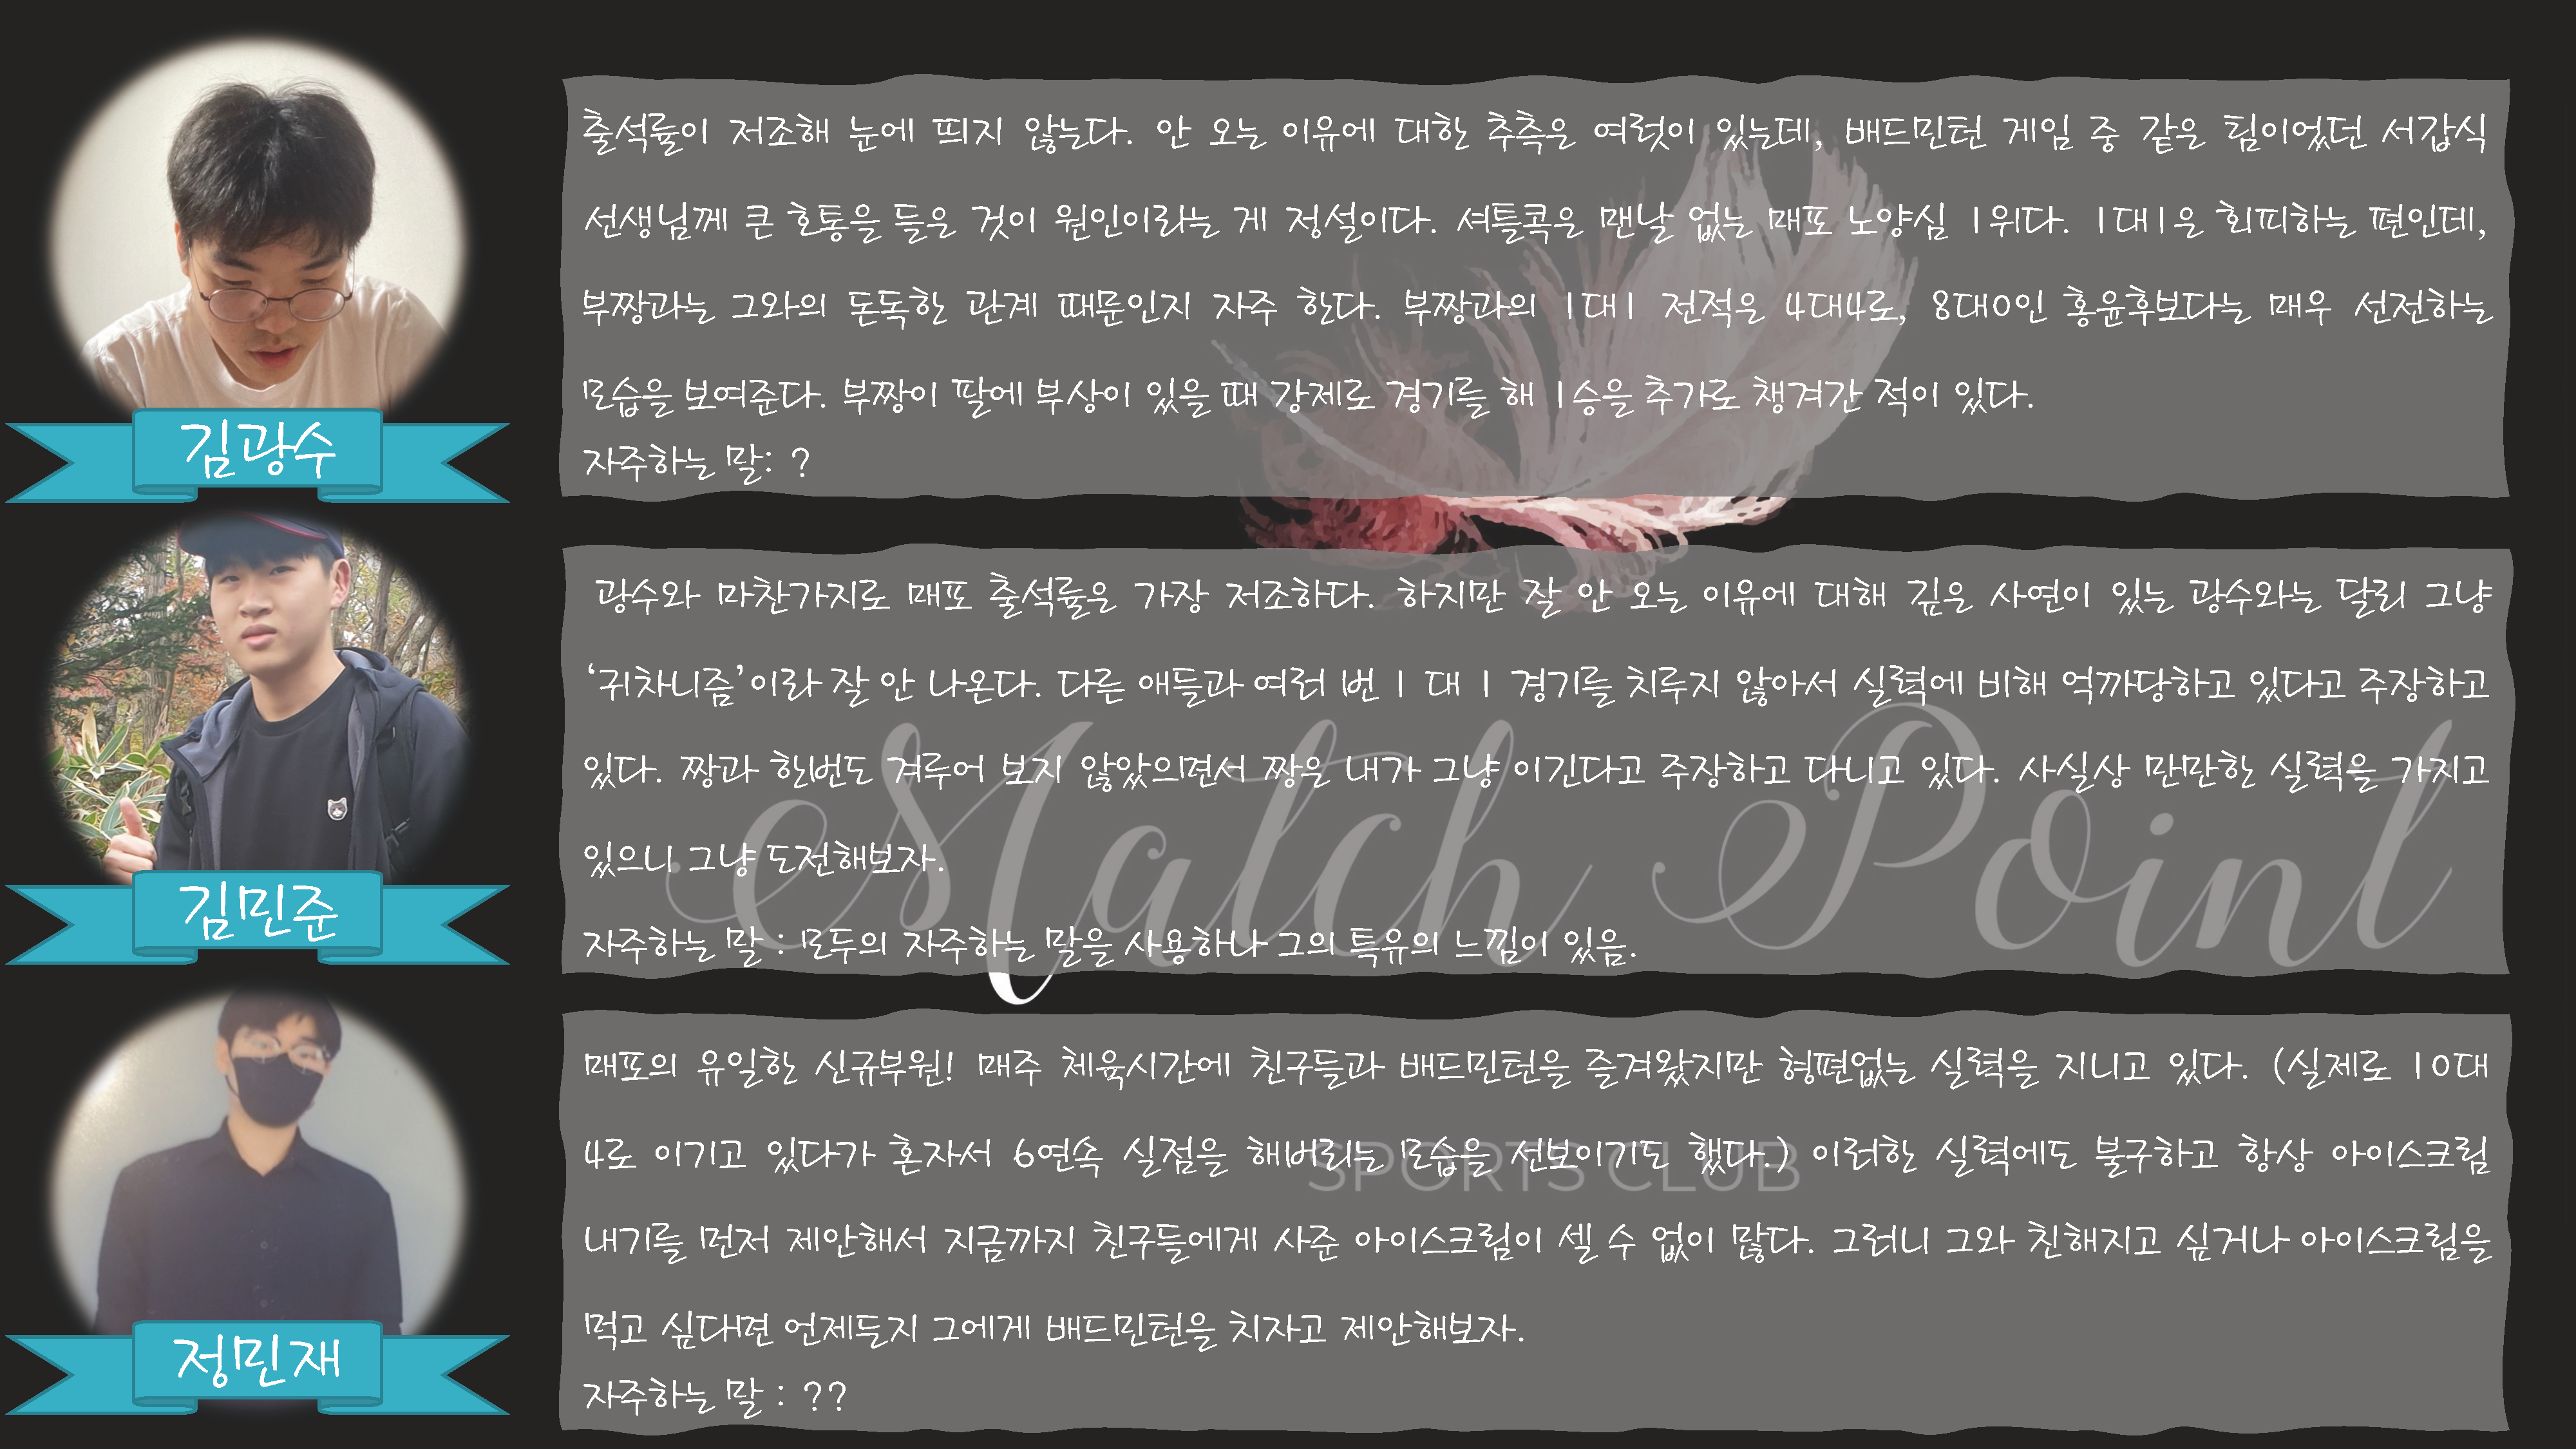 출석률이 저조해 눈에 띄지 않는다. 안 오는 이유에 대한 추측은 여럿이 있는데, 배드민턴 게임 중 같은 팀이었던 서갑식
선생님께 큰 호통을 들은 것이 원인이라는 게 정설이다. 셔틀콕은 맨날 없는 매포 노양심 1위다. 1대1은 회피하는 편인데,
부짱과는 그와의 돈독한 관계 때문인지 자주 한다. 부짱과의 1대1 전적은 4대4로, 8대0인 홍윤후보다는 매우 선전하는
모습을 보여준다. 부짱이 팔에 부상이 있을 때 강제로 경기를 해 1승을 추가로 챙겨간 적이 있다.
자주하는 말: ?
김광수
광수와 마찬가지로 매포 출석률은 가장 저조하다. 하지만 잘 안 오는 이유에 대해 깊은 사연이 있는 광수와는 달리 그냥
‘귀차니즘’이라 잘 안 나온다. 다른 애들과 여러 번 1 대 1 경기를 치루지 않아서 실력에 비해 억까당하고 있다고 주장하고
있다. 짱과 한번도 겨루어 보지 않았으면서 짱은 내가 그냥 이긴다고 주장하고 다니고 있다. 사실상 만만한 실력을 가지고
있으니 그냥 도전해보자.
자주하는 말 : 모두의 자주하는 말을 사용하나 그의 특유의 느낌이 있음.
김민준
Match Point
매포의 유일한 신규부원! 매주 체육시간에 친구들과 배드민턴을 즐겨왔지만 형편없는 실력을 지니고 있다. (실제로 10대
4로 이기고 있다가 혼자서 6연속 실점을 해버리는 모습을 선보이기도 했다.) 이러한 실력에도 불구하고 항상 아이스크림
내기를 먼저 제안해서 지금까지 친구들에게 사준 아이스크림이 셀 수 없이 많다. 그러니 그와 친해지고 싶거나 아이스크림을
먹고 싶다면 언제든지 그에게 배드민턴을 치자고 제안해보자.
자주하는 말 : ??
정민재
SPORTS CLUB